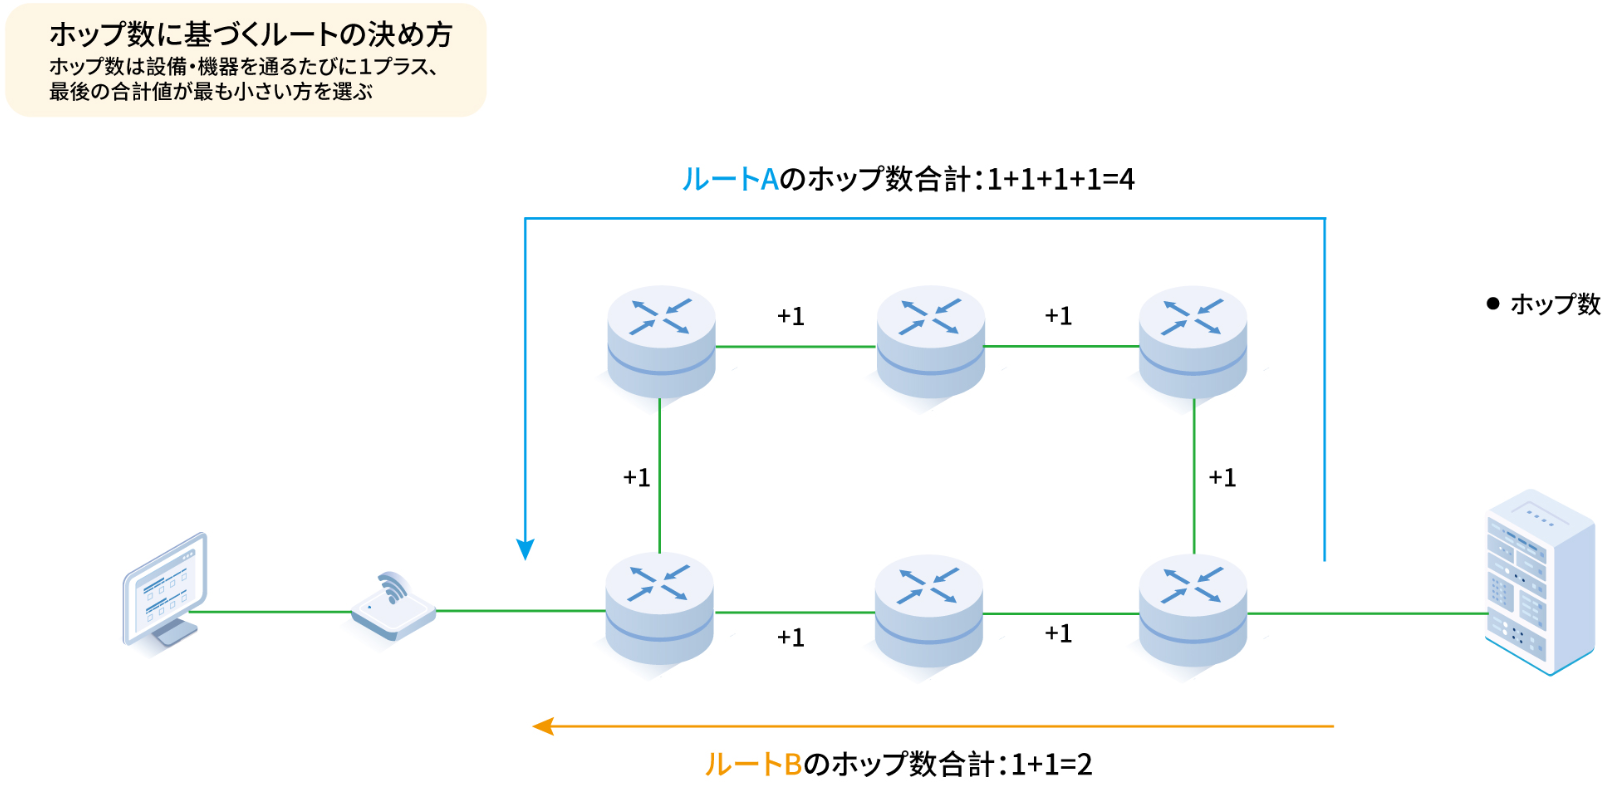 ホップ数に基づくルートの決め方
ホップ数は設備・機器を通るたびに1プラス、
最後の合計値が最も小さい方を選ぶ
ルートAのホップ数合計：1+1+1+1=4
● ホップ数
+1
+1
+1
+1
+1
+1
ルートBのホップ数合計：1+1=2